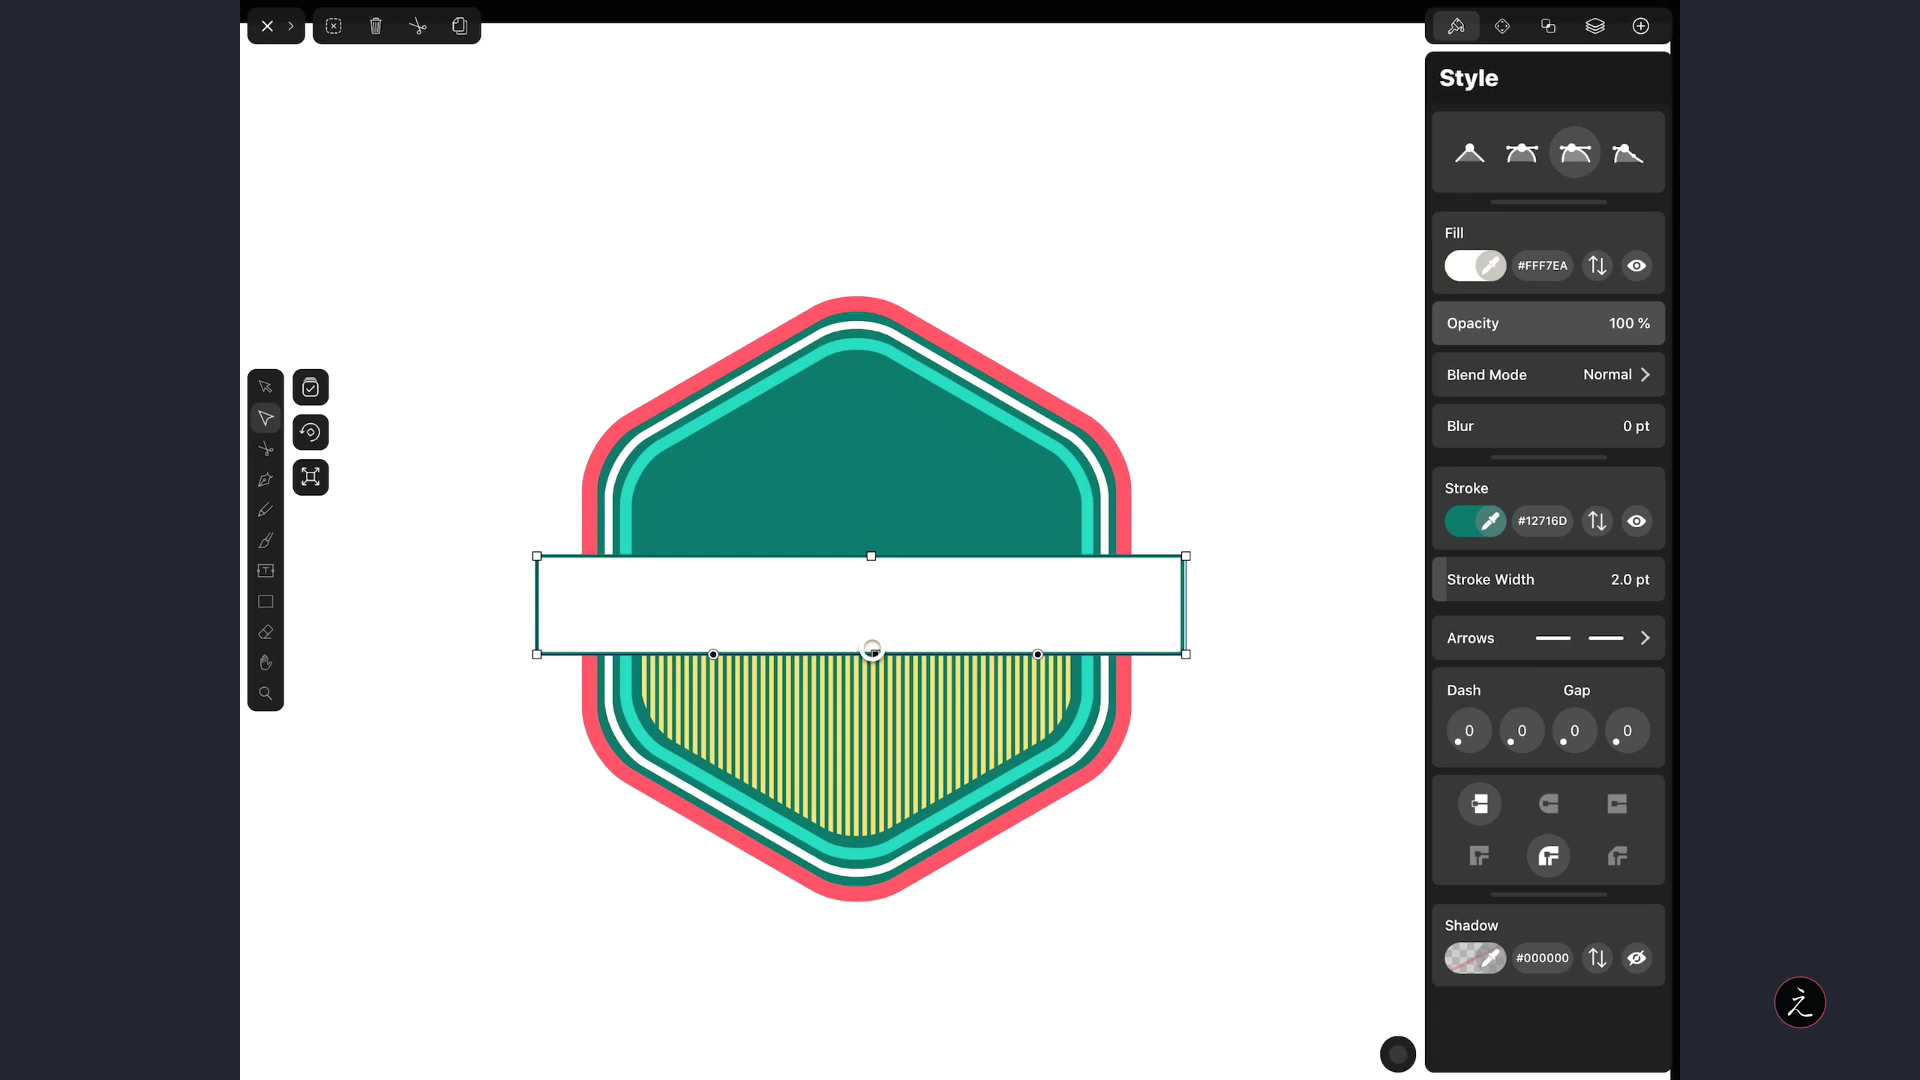 Style
Fill
#FFF7EA
Opacity 100 %
Blend Mode Normal
Blur 0 pt
Stroke
#12716D
Stroke Width 2.0 pt
Arrows
Dash Gap
0 0 0 0
Shadow
#000000
之